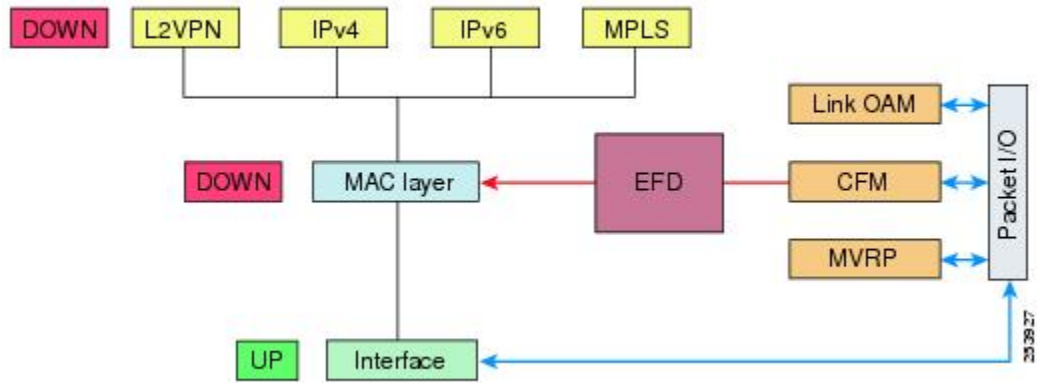 DOWN L2VPN IPv4 IPv6 MPLS
Link OAM
DOWN MAC layer EFD CFM
Packet I/O
MVRP
UP Interface
253927